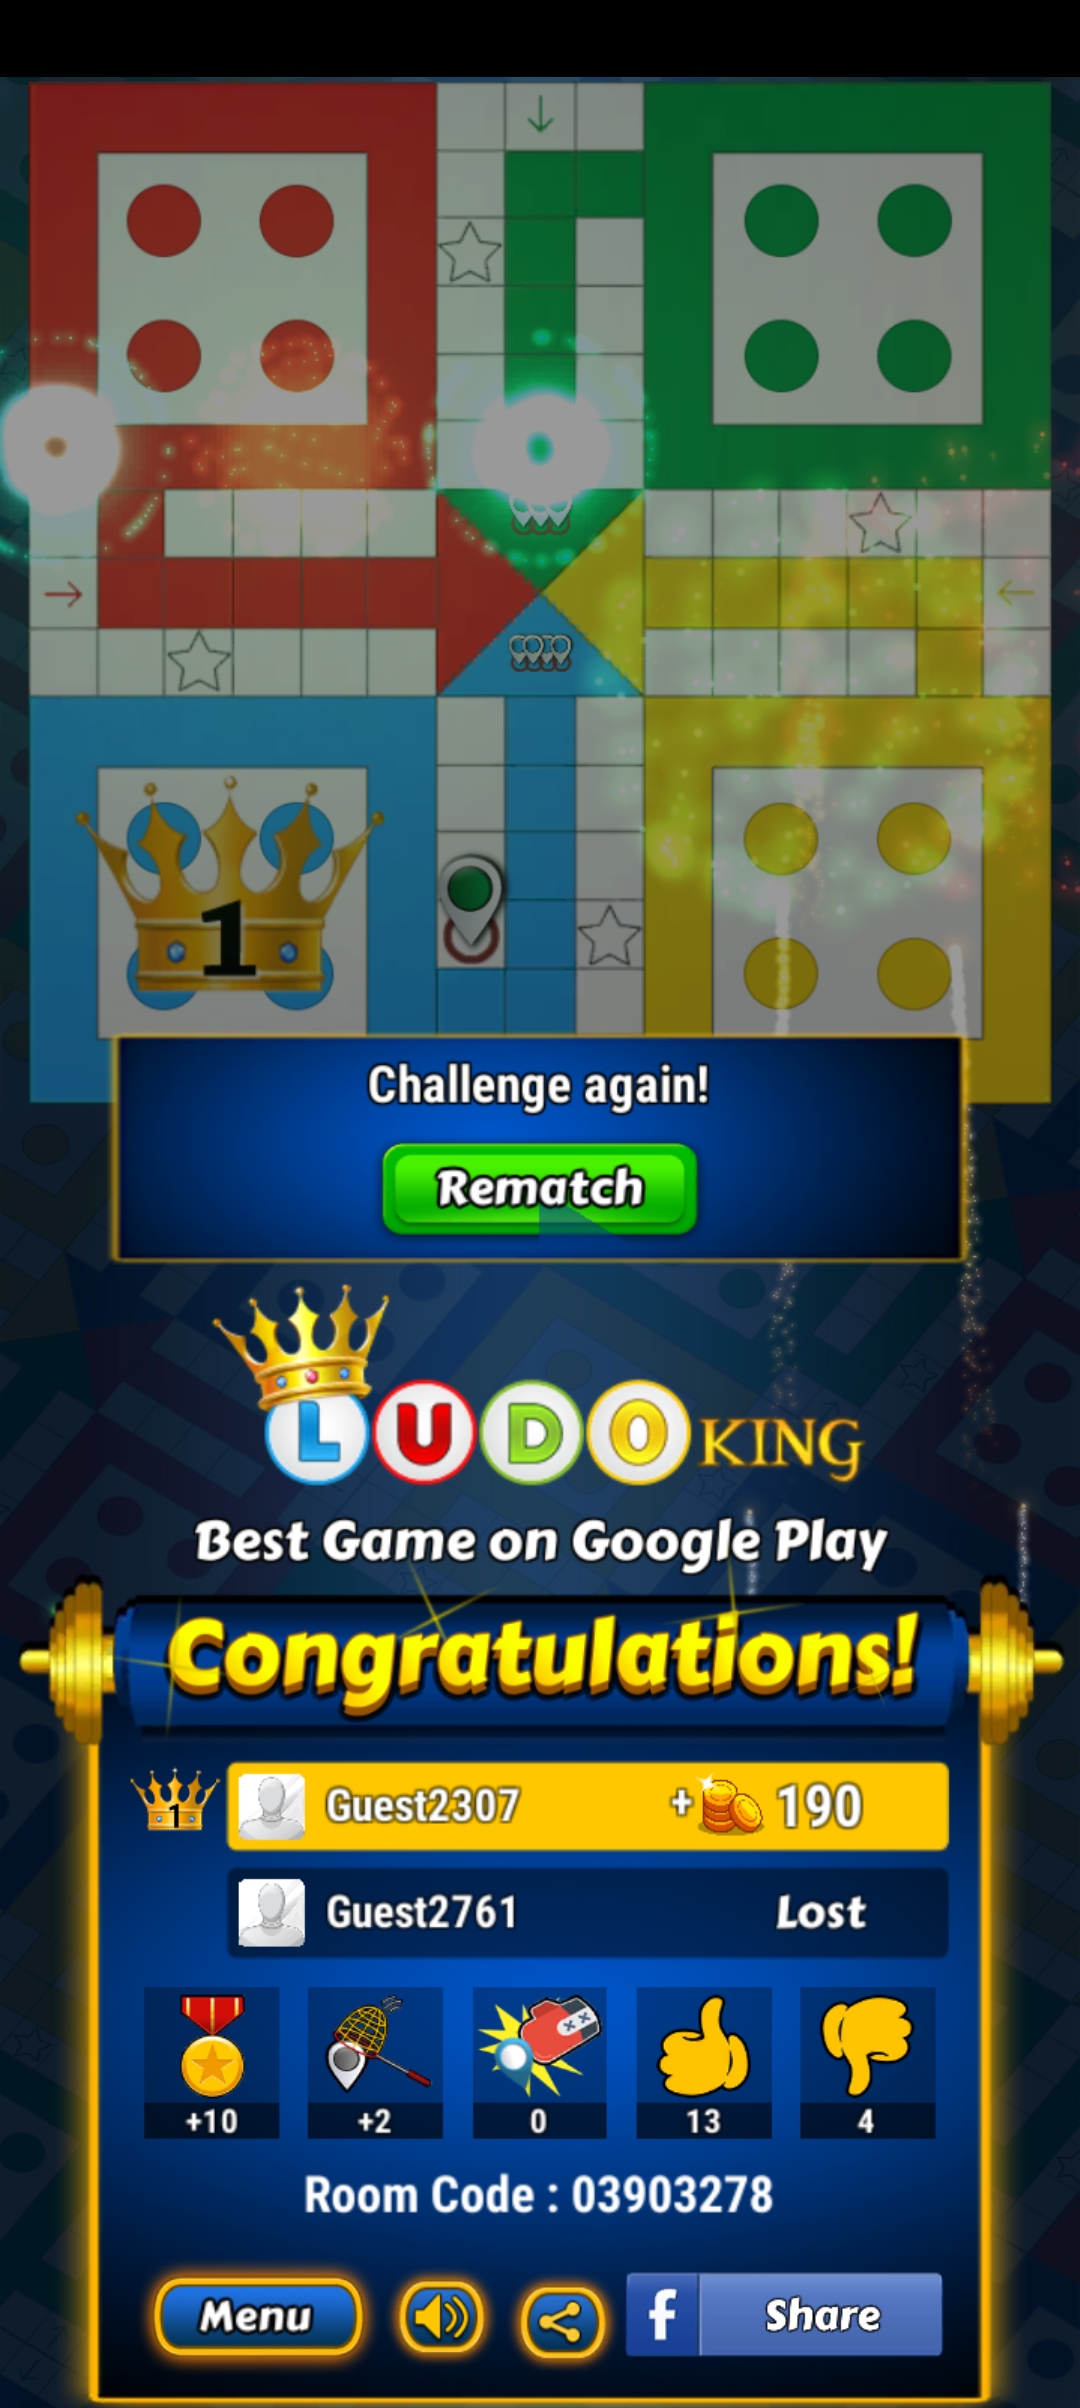 1
Challenge again!
Rematch
LUDO KING
Best Game on Google Play
Congratulations!
1 Guest2307 + 190
Guest2761 Lost
+10 +2 0 13 4
Room Code : 03903278
Menu f Share